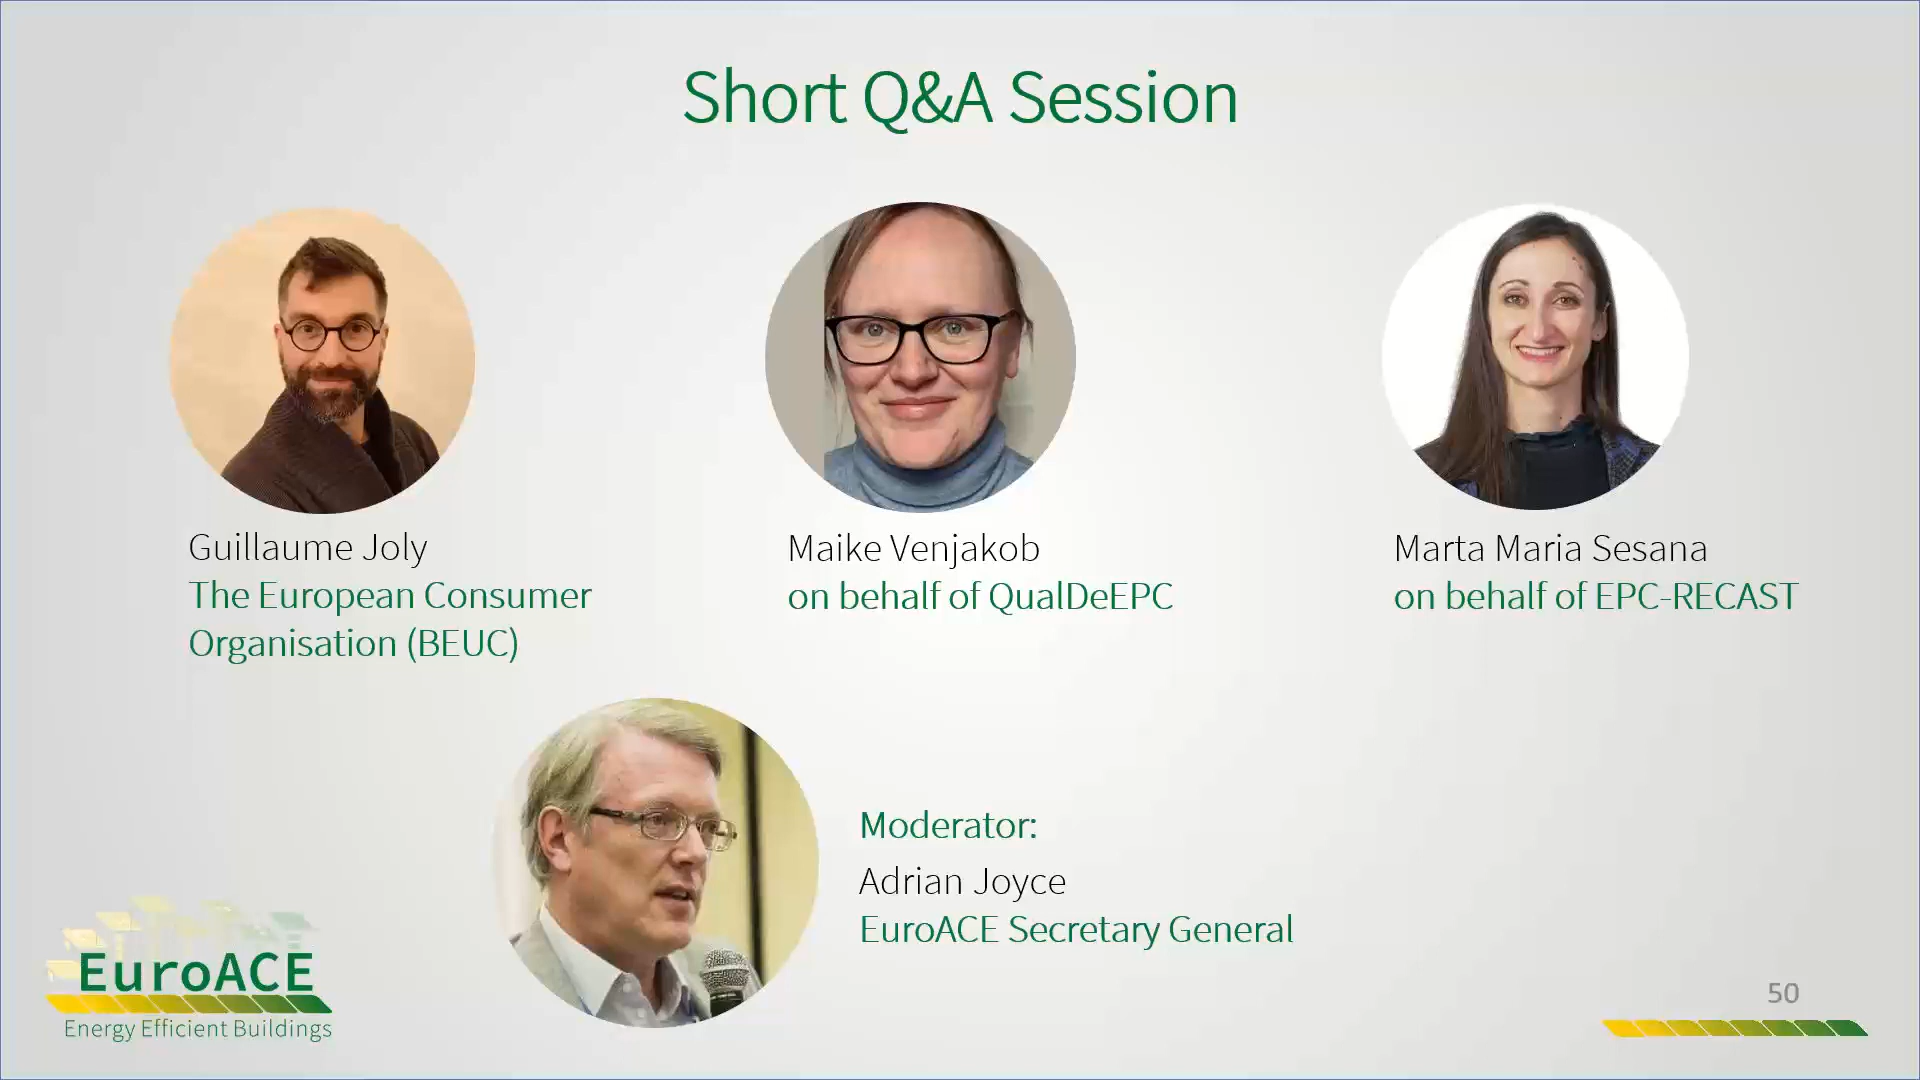 Short Q&A Session
Guillaume Joly
The European Consumer
Organisation (BEUC)
Maike Venjakob
on behalf of QualDeEPC
Marta Maria Sesana
on behalf of EPC-RECAST
Moderator:
Adrian Joyce
EuroACE Secretary General
EuroACE
Energy Efficient Buildings
50